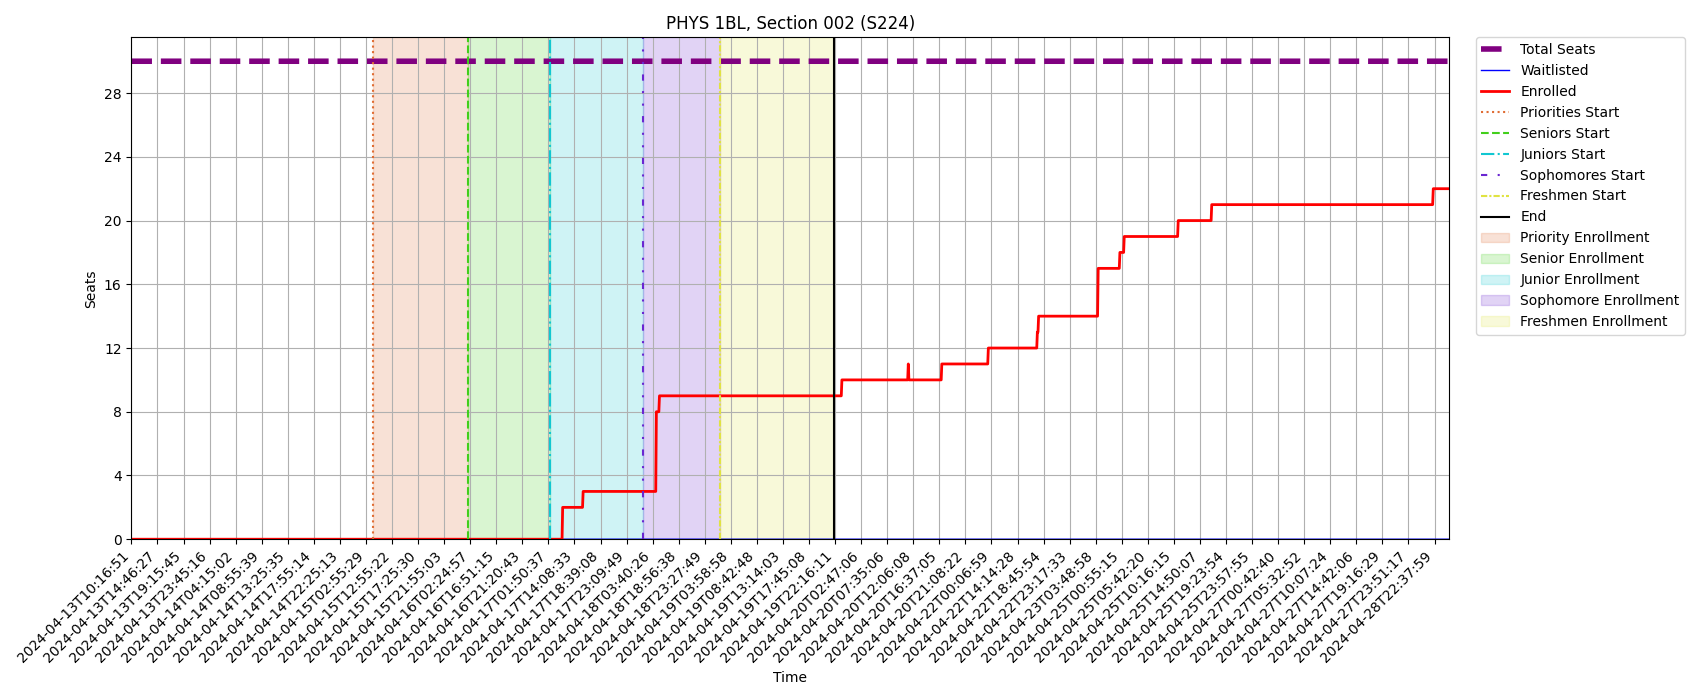 PHYS 1BL, Section 002 (S224)
Seats
28
24
20
16
12
8
4
0
2024-04-13T10:16:51
2024-04-13T14:46:27
2024-04-13T19:15:45
2024-04-13T23:45:16
2024-04-14T04:15:02
2024-04-14T08:55:39
2024-04-14T13:25:35
2024-04-14T17:55:14
2024-04-14T22:25:13
2024-04-15T02:55:29
2024-04-15T12:55:22
2024-04-15T17:25:30
2024-04-15T21:55:03
2024-04-16T02:24:57
2024-04-16T16:51:15
2024-04-16T21:20:43
2024-04-17T01:50:37
2024-04-17T14:08:33
2024-04-17T18:39:08
2024-04-17T23:09:49
2024-04-18T03:40:26
2024-04-18T18:56:38
2024-04-18T23:27:49
2024-04-19T03:58:58
2024-04-19T08:42:48
2024-04-19T13:14:03
2024-04-19T17:45:08
2024-04-19T22:16:11
2024-04-20T02:47:06
2024-04-20T07:35:06
2024-04-20T12:06:08
2024-04-20T16:37:05
2024-04-20T21:08:22
2024-04-22T00:06:59
2024-04-22T14:14:28
2024-04-22T18:45:54
2024-04-22T23:17:33
2024-04-23T03:48:58
2024-04-25T00:55:15
2024-04-25T05:42:20
2024-04-25T10:16:15
2024-04-25T14:50:07
2024-04-25T19:23:54
2024-04-25T23:57:55
2024-04-27T00:42:40
2024-04-27T05:32:52
2024-04-27T10:07:24
2024-04-27T14:42:06
2024-04-27T19:16:29
2024-04-27T23:51:17
2024-04-28T22:37:59
Time
Total Seats
Waitlisted
Enrolled
Priorities Start
Seniors Start
Juniors Start
Sophomores Start
Freshmen Start
End
Priority Enrollment
Senior Enrollment
Junior Enrollment
Sophomore Enrollment
Freshmen Enrollment